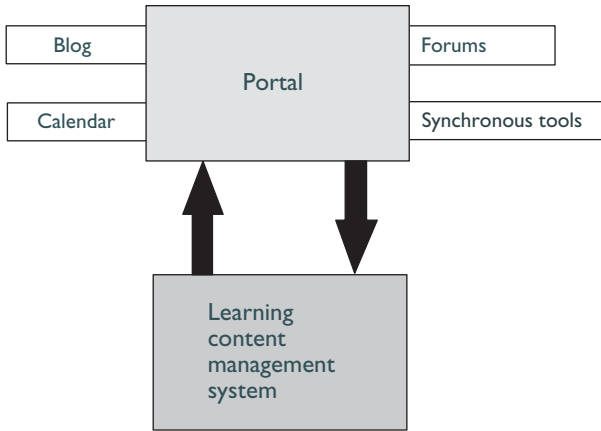 Blog
Portal
Forums
Calendar
Synchronous tools
Learning
content
management
system